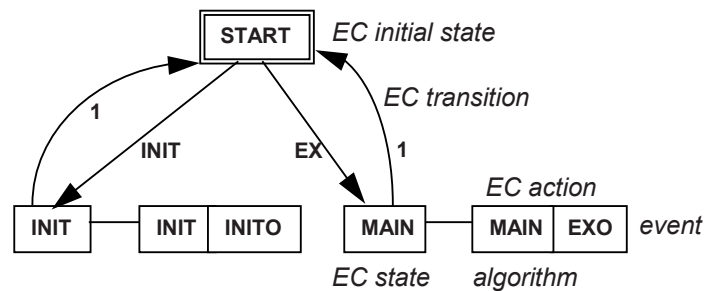 START
EC initial state
EC transition
1
INIT
EX
1
EC action
INIT
INIT
INITO
MAIN
MAIN
EXO
event
EC state
algorithm